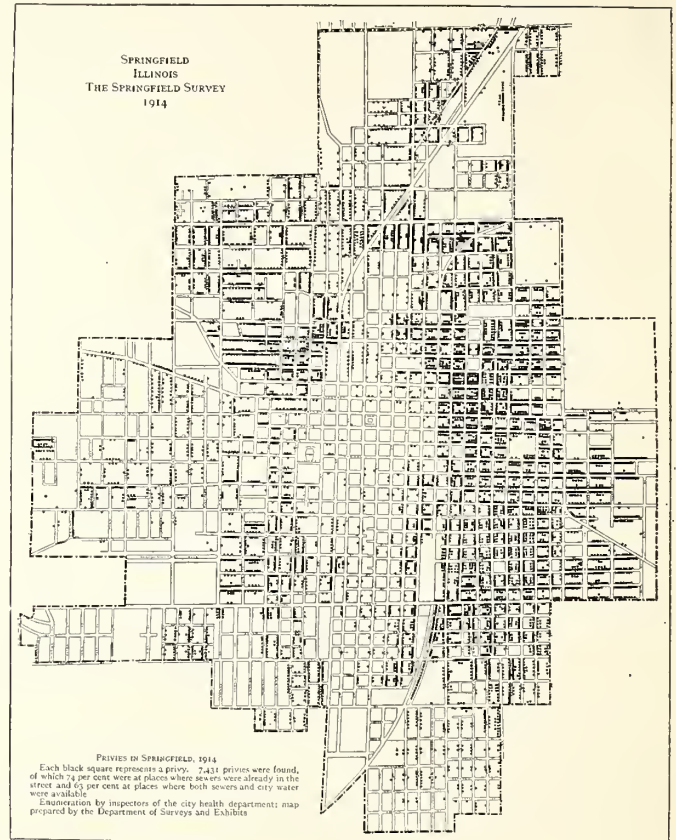 SPRINGFIELD
ILLINOIS
THE SPRINGFIELD SURVEY
1914
PRIVIES IN SPRINGFIELD, 1914
Each black square represents a privy. 7,431 privies were found,
of which 74 per cent were at places where sewers were already in the
street and 63 per cent at places where both sewers and city water
were available
Enumeration by inspectors of the city health department; map
prepared by the Department of Surveys and Exhibits